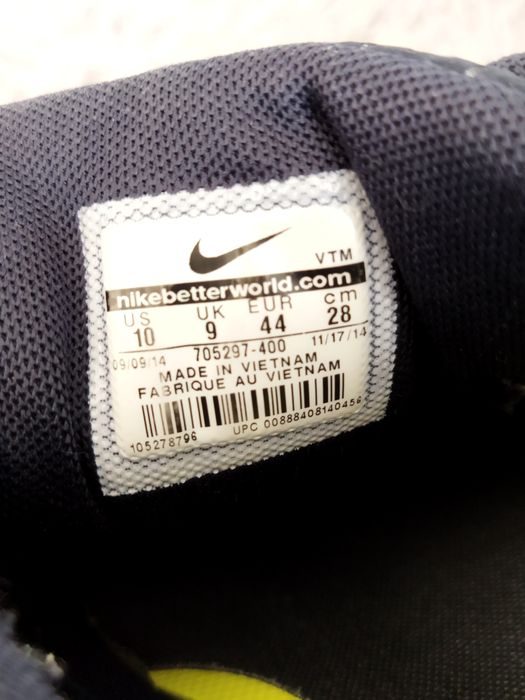 VTM
nikebetterworld.com
US UK EUR cm
10 9 44 28
09/09/14 705297-400 11/17/14
MADE IN VIETNAM
FABRIQUE AU VIETNAM
105278796 UPC 00888408140456